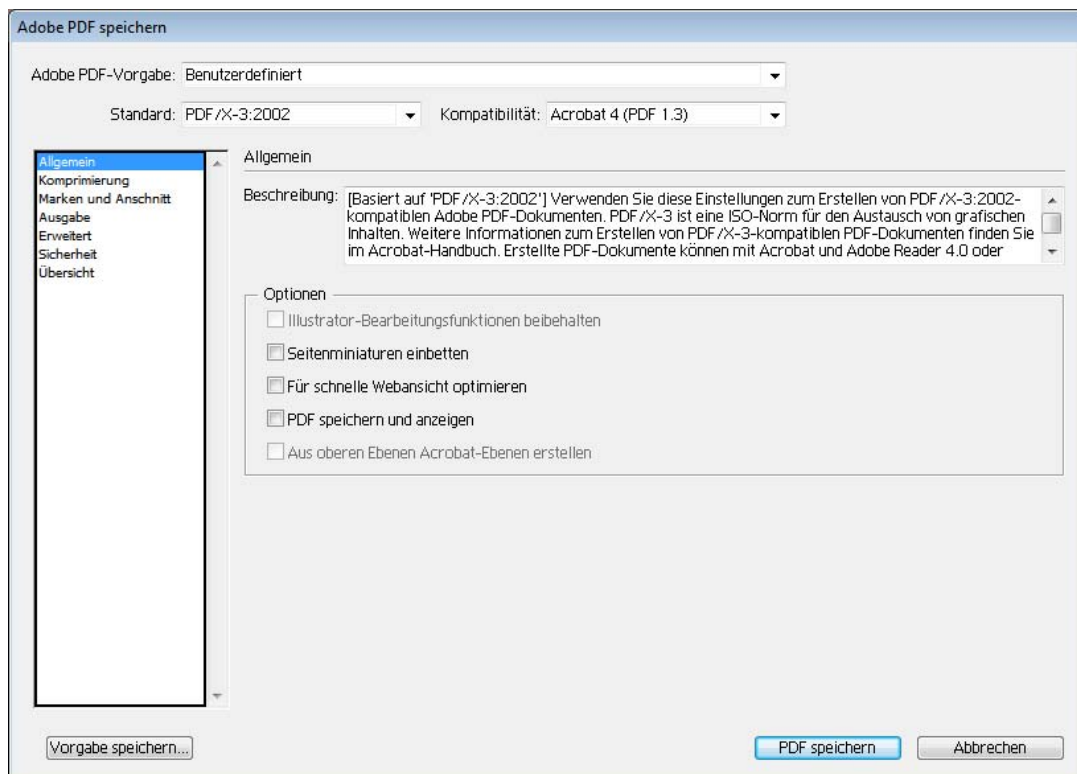 Adobe PDF speichern
Adobe PDF-Vorgabe: Benutzerdefiniert
Standard: PDF/X-3:2002 Kompatibilität: Acrobat 4 (PDF 1.3)
Allgemein
Komprimierung
Marken und Anschnitt
Ausgabe
Erweitert
Sicherheit
Übersicht
Allgemein
Beschreibung: [Basiert auf 'PDF/X-3:2002'] Verwenden Sie diese Einstellungen zum Erstellen von PDF/X-3:2002-
kompatiblen Adobe PDF-Dokumenten. PDF/X-3 ist eine ISO-Norm für den Austausch von grafischen
Inhalten. Weitere Informationen zum Erstellen von PDF/X-3-kompatiblen PDF-Dokumenten finden Sie
im Acrobat-Handbuch. Erstellte PDF-Dokumente können mit Acrobat und Adobe Reader 4.0 oder
Optionen
Illustrator-Bearbeitungsfunktionen beibehalten
Seitenminiaturen einbetten
Für schnelle Webansicht optimieren
PDF speichern und anzeigen
Aus oberen Ebenen Acrobat-Ebenen erstellen
Vorgabe speichern... PDF speichern Abbrechen